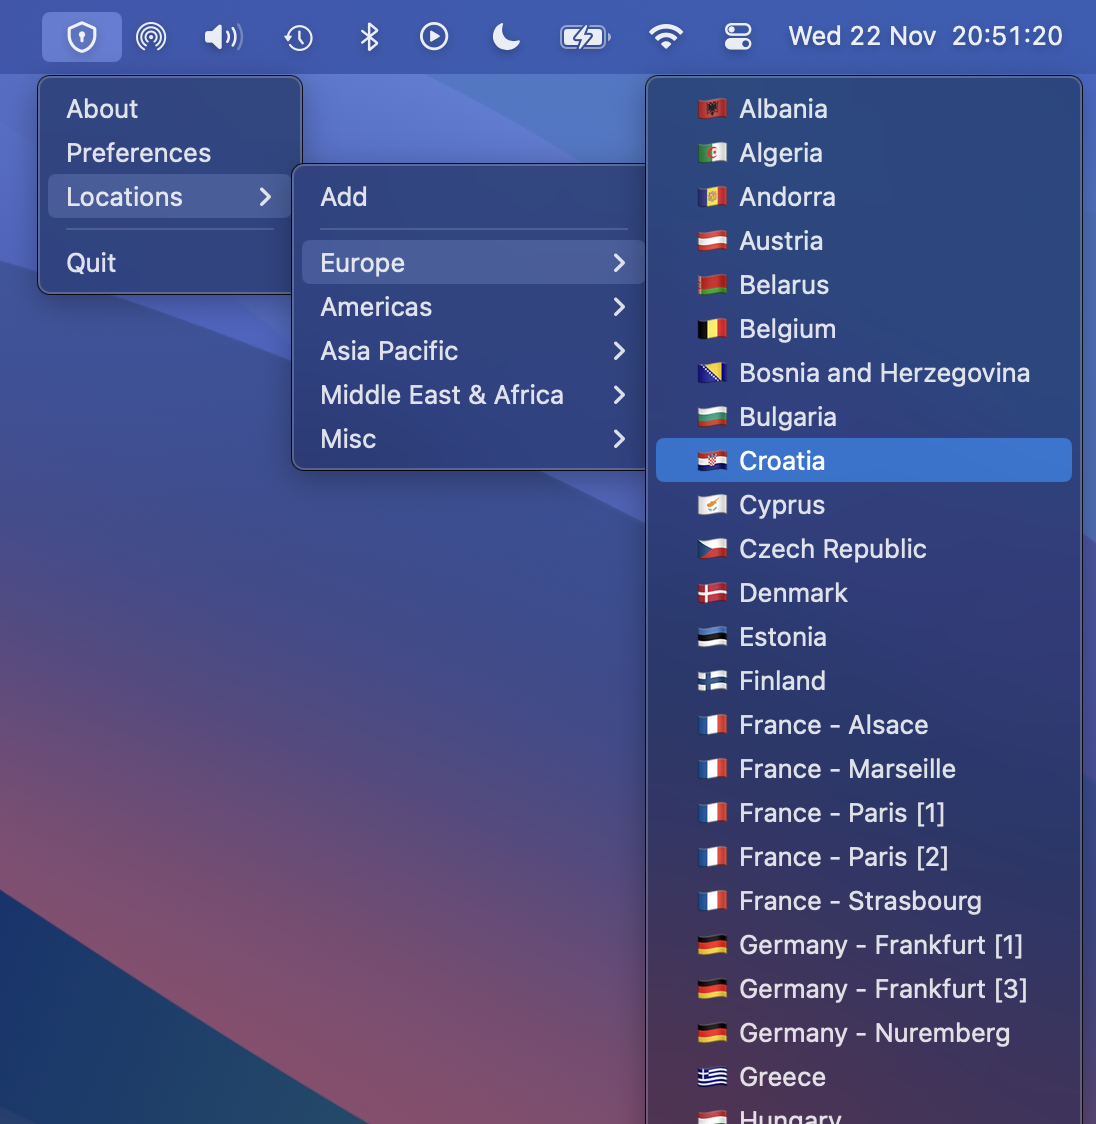 Wed 22 Nov 20:51:20
About
Preferences
Locations
Quit
Add
Europe
Americas
Asia Pacific
Middle East & Africa
Misc
Albania
Algeria
Andorra
Austria
Belarus
Belgium
Bosnia and Herzegovina
Bulgaria
Croatia
Cyprus
Czech Republic
Denmark
Estonia
Finland
France - Alsace
France - Marseille
France - Paris [1]
France - Paris [2]
France - Strasbourg
Germany - Frankfurt [1]
Germany - Frankfurt [3]
Germany - Nuremberg
Greece
Hungary